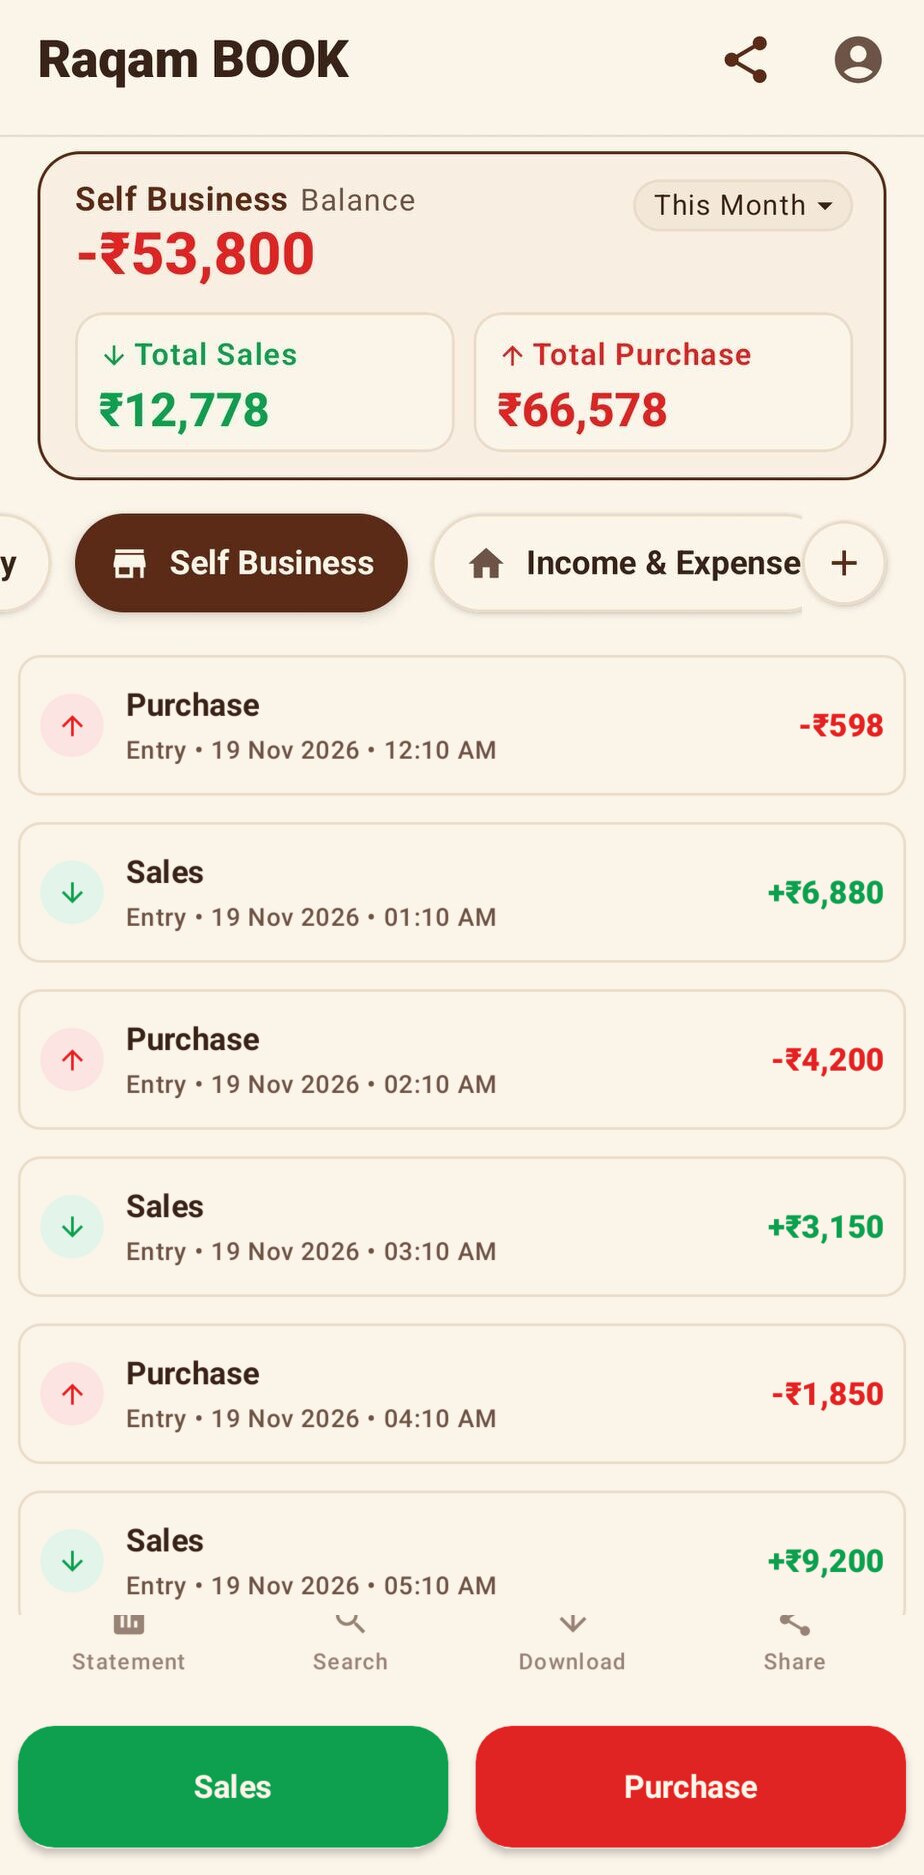 Raqam BOOK
Self Business Balance
This Month
-₹53,800
Total Sales
₹12,778
Total Purchase
₹66,578
y
Self Business
Income & Expense
Purchase
Entry • 19 Nov 2026 • 12:10 AM
-₹598
Sales
Entry • 19 Nov 2026 • 01:10 AM
+₹6,880
Purchase
Entry • 19 Nov 2026 • 02:10 AM
-₹4,200
Sales
Entry • 19 Nov 2026 • 03:10 AM
+₹3,150
Purchase
Entry • 19 Nov 2026 • 04:10 AM
-₹1,850
Sales
Entry • 19 Nov 2026 • 05:10 AM
+₹9,200
Statement
Search
Download
Share
Sales
Purchase